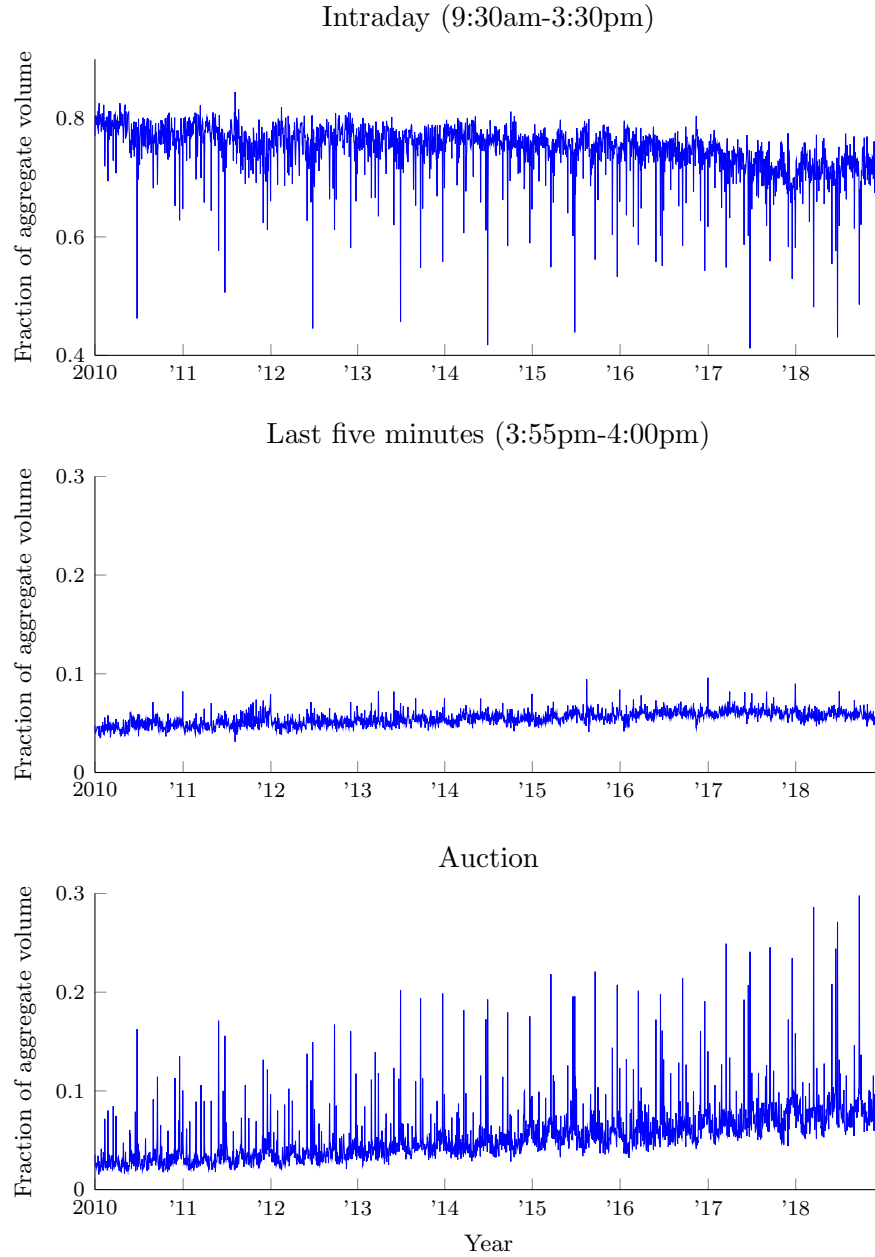 Intraday (9:30am-3:30pm)
Fraction of aggregate volume
0.8
0.6
0.4
2010 '11 '12 '13 '14 '15 '16 '17 '18
Last five minutes (3:55pm-4:00pm)
Fraction of aggregate volume
0.3
0.2
0.1
0
2010 '11 '12 '13 '14 '15 '16 '17 '18
Auction
Fraction of aggregate volume
0.3
0.2
0.1
0
2010 '11 '12 '13 '14 '15 '16 '17 '18
Year